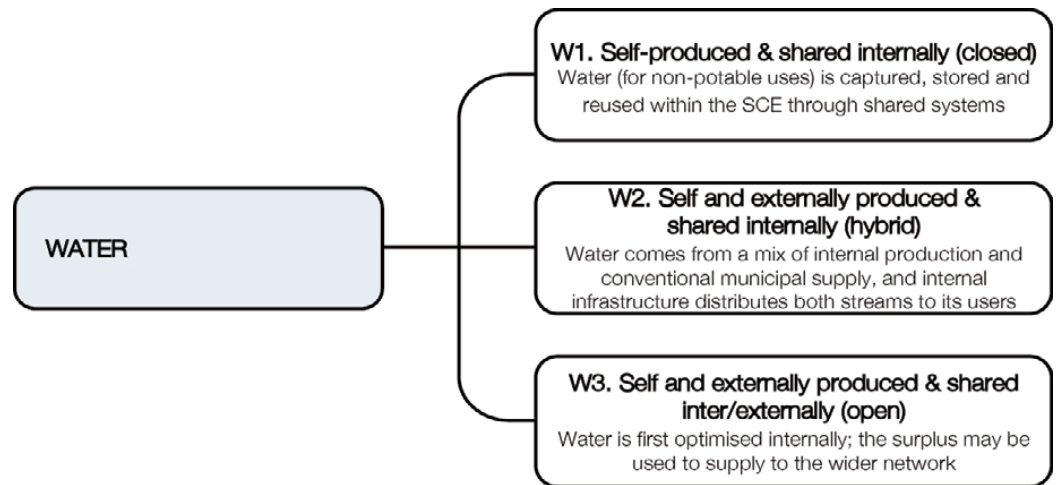 WATER
W1. Self-produced & shared internally (closed)
Water (for non-potable uses) is captured, stored and
reused within the SCE through shared systems
W2. Self and externally produced &
shared internally (hybrid)
Water comes from a mix of internal production and
conventional municipal supply, and internal
infrastructure distributes both streams to its users
W3. Self and externally produced & shared
inter/externally (open)
Water is first optimised internally; the surplus may be
used to supply to the wider network